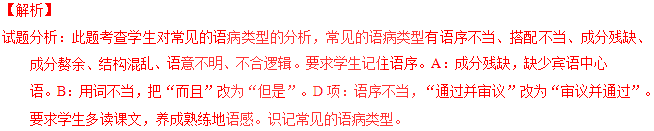 【解析】
试题分析：此题考查学生对常见的语病类型的分析，常见的语病类型有语序不当、搭配不当、成分残缺、
成分赘余、结构混乱、语意不明、不合逻辑。要求学生记住语序。A：成分残缺，缺少宾语中心
语。B：用词不当，把“而且”改为“但是”。D项：语序不当，“通过并审议”改为“审议并通过”。
要求学生多读课文，养成熟练地语感。识记常见的语病类型。